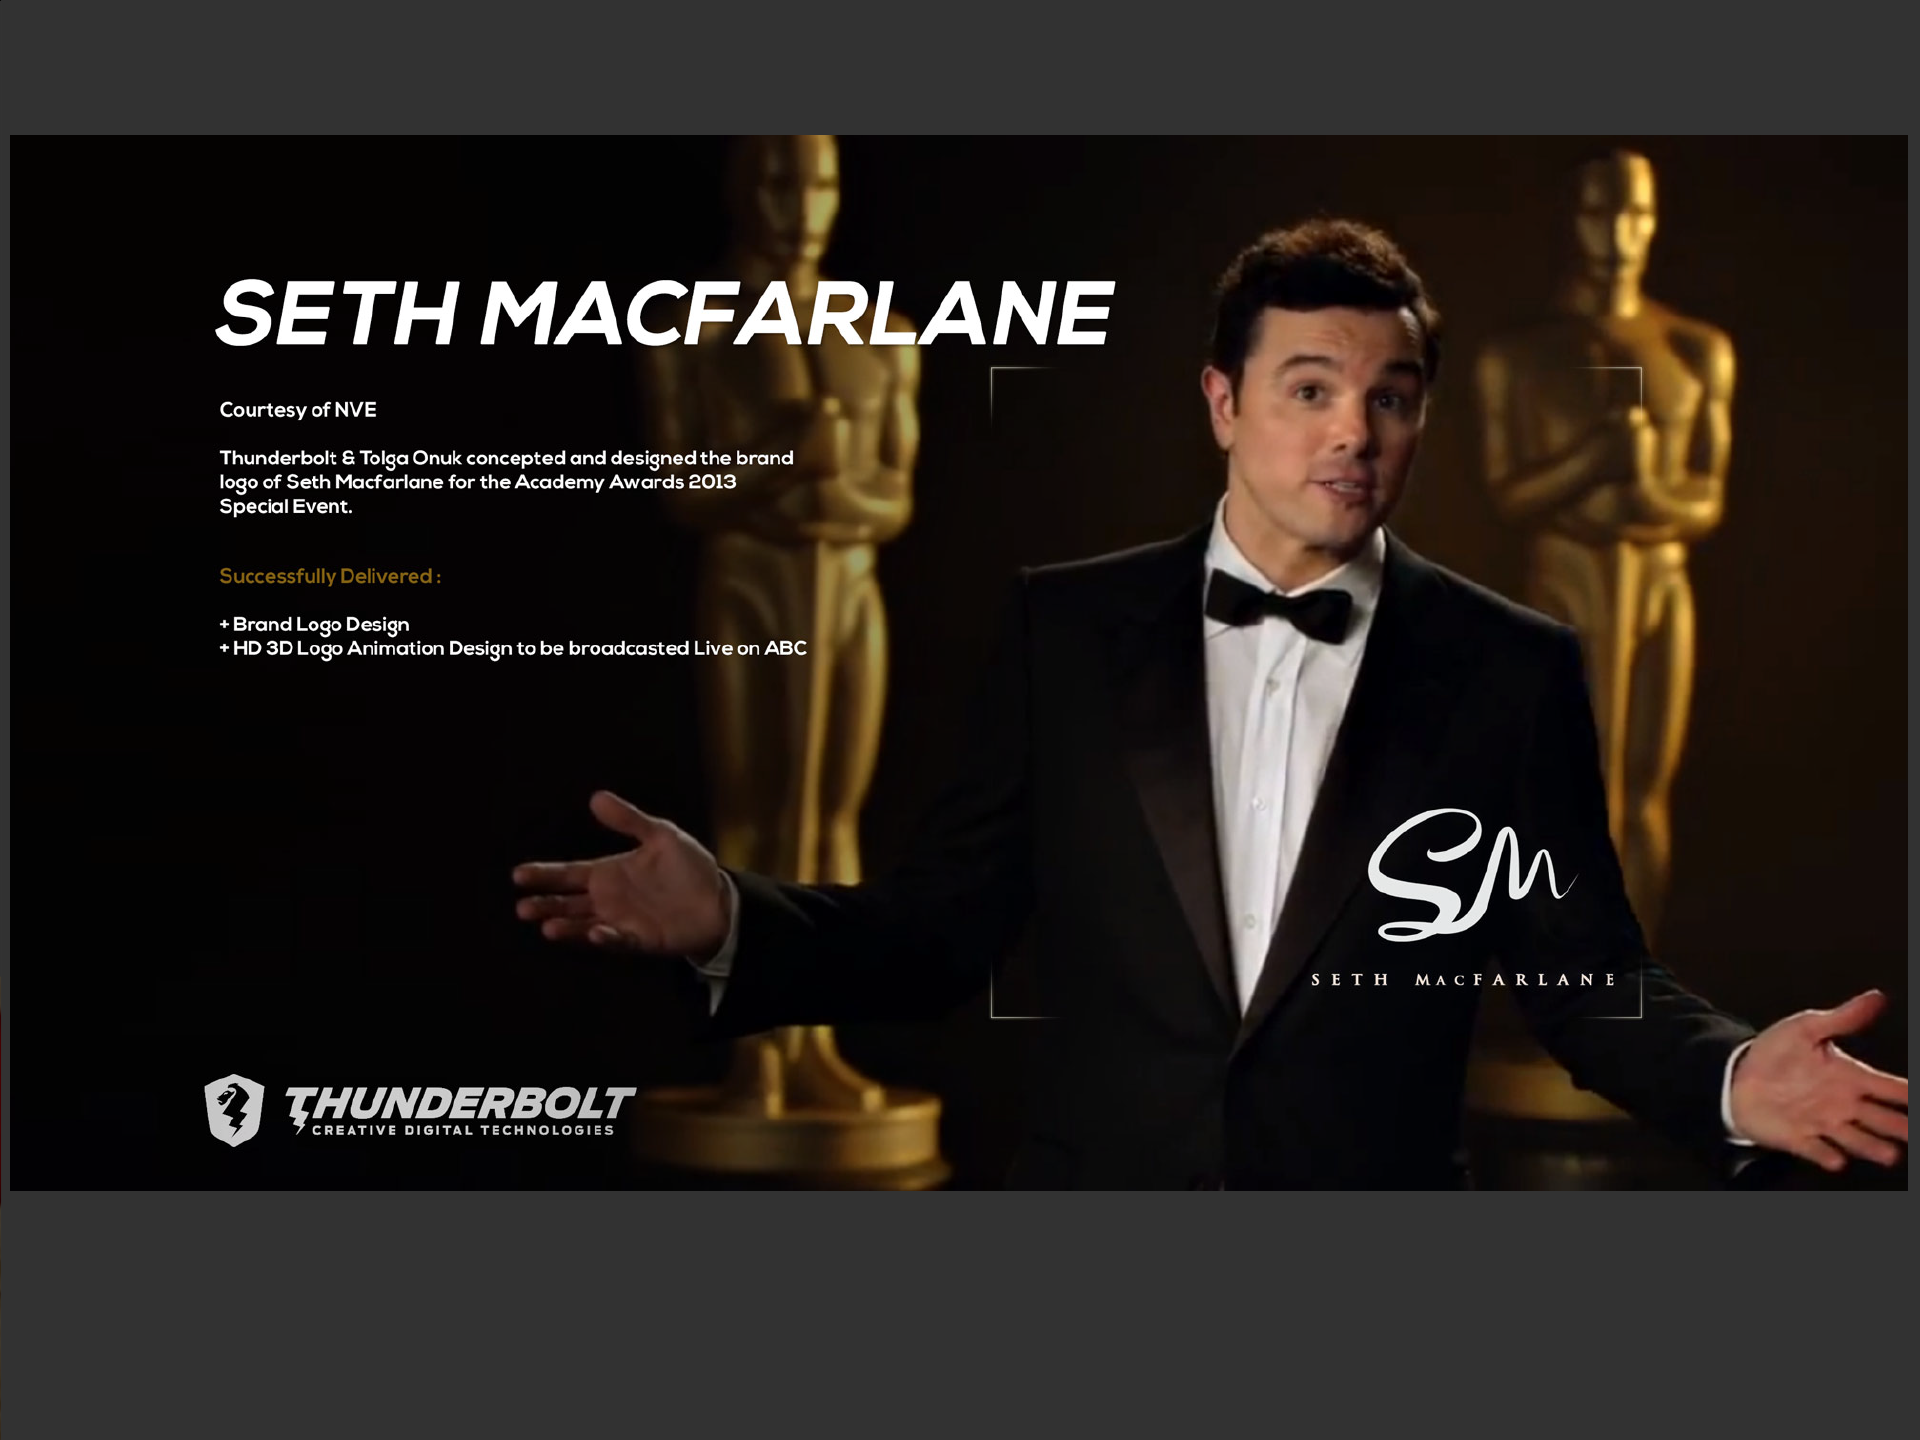 SETH MACFARLANE
Courtesy of NVE
Thunderbolt & Tolga Onuk concepted and designed the brand
logo of Seth Macfarlane for the Academy Awards 2013
Special Event.
Successfully Delivered :
+ Brand Logo Design
+ HD 3D Logo Animation Design to be broadcasted Live on ABC
SM
SETH MACFARLANE
THUNDERBOLT
CREATIVE DIGITAL TECHNOLOGIES